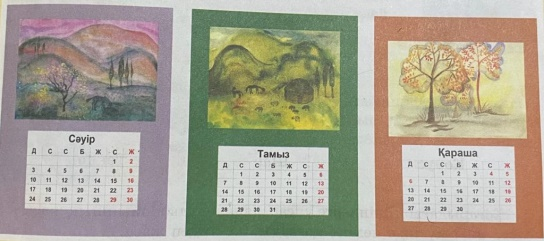 Сәуір
Д С С Б Ж С Ж
1 2
3 4 5 6 7 8 9
10 11 12 13 14 15 16
17 18 19 20 21 22 23
24 25 26 27 28 29 30
Тамыз
Д С С Б Ж С Ж
1 2 3 4 5 6
7 8 9 10 11 12 13
14 15 16 17 18 19 20
21 22 23 24 25 26 27
28 29 30 31
Қараша
Д С С Б Ж С Ж
1 2 3 4 5
6 7 8 9 10 11 12
13 14 15 16 17 18 19
20 21 22 23 24 25 26
27 28 29 30